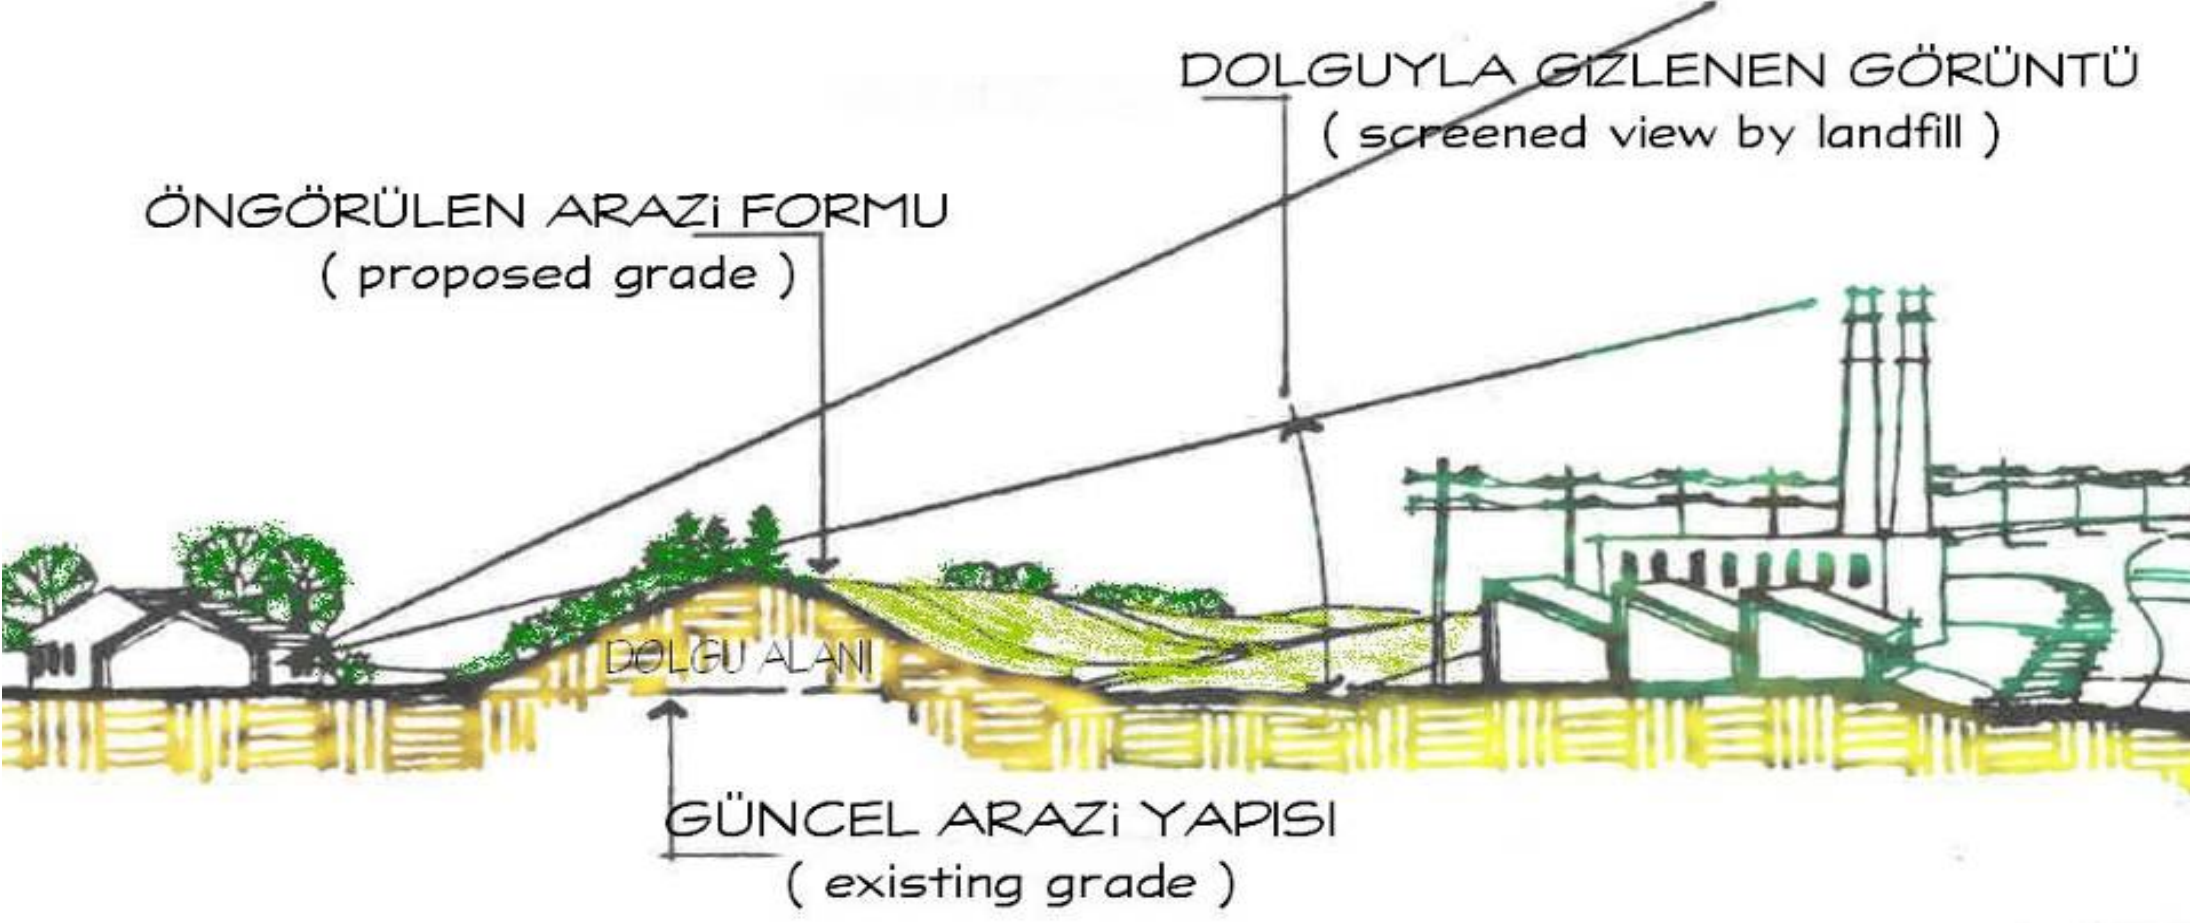 DOLGUYLA GiZLENEN GÖRÜNTÜ
( screened view by landfill )
ÖNGÖRÜLEN ARAZi FORMU
( proposed grade )
DOLGU ALANI
GÜNCEL ARAZi YAPISI
( existing grade )